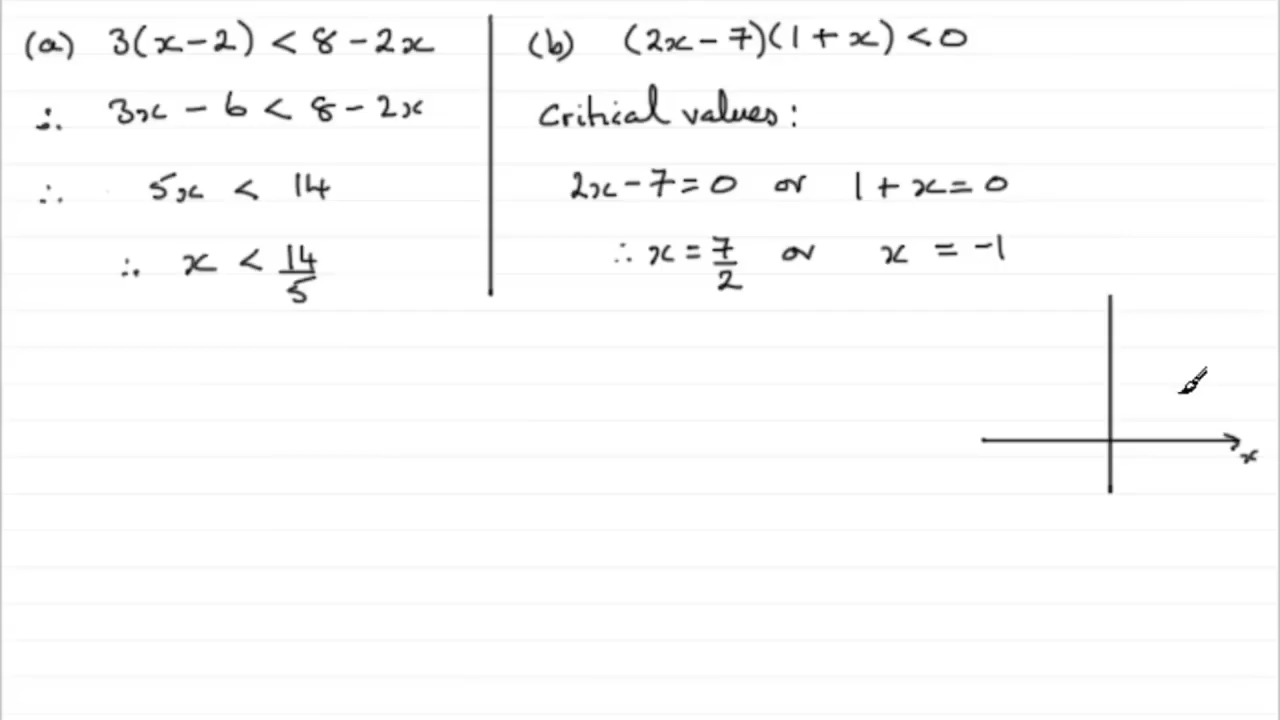 (a) 3(x-2) < 8-2x
∴ 3x - 6 < 8 - 2x
∴ 5x < 14
∴ x < 14/5
(b) (2x-7)(1+x) < 0
Critical values:
2x-7=0 or 1+x=0
∴ x = 7/2 or x = -1
x